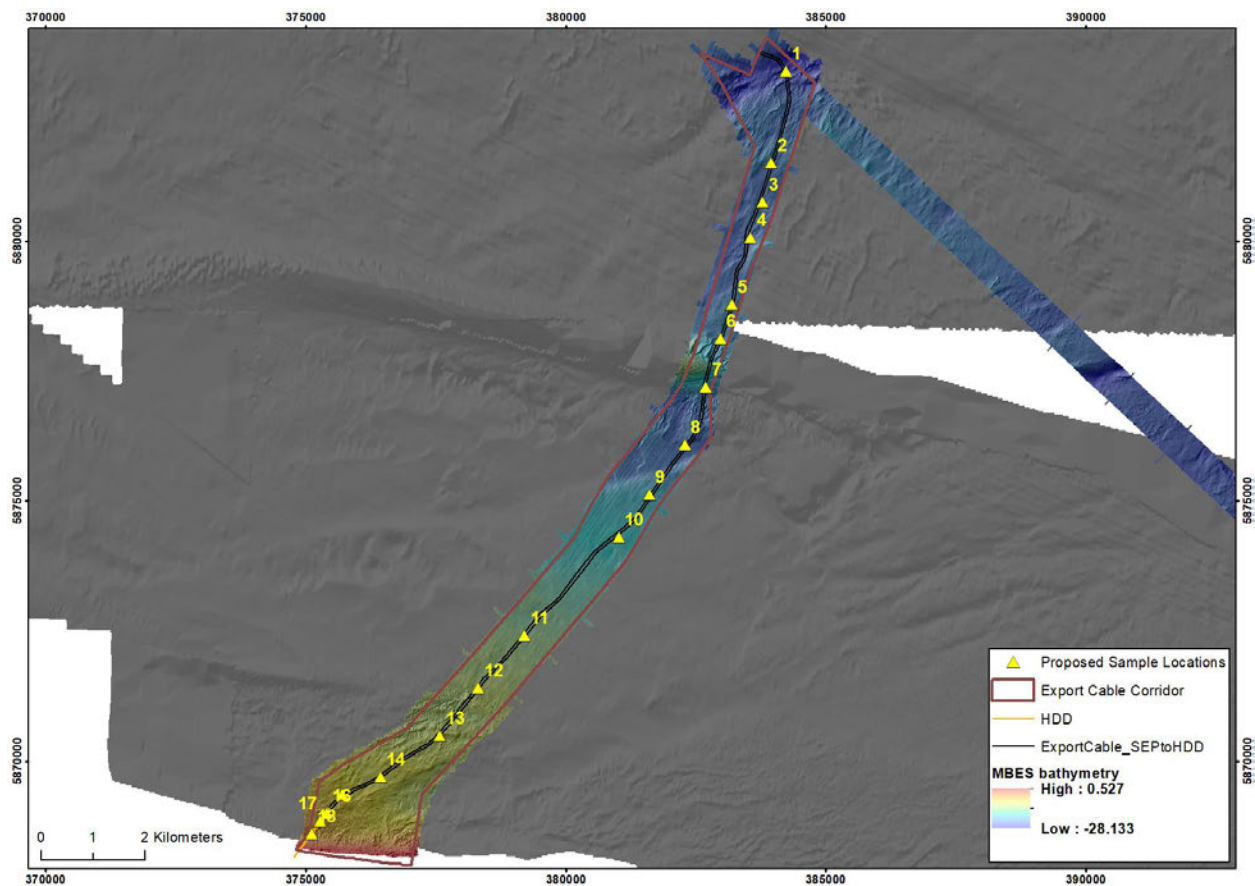 370000 375000 380000 385000 390000
5880000
5880000
5875000
5875000
5870000
5870000
1
2
3
4
5
6
7
8
9
10
11
12
13
14
17
0 1 2 Kilometers
Proposed Sample Locations
Export Cable Corridor
HDD
ExportCable_SEPtoHDD
MBES bathymetry
High : 0.527
Low : -28.133
370000 375000 380000 385000 390000